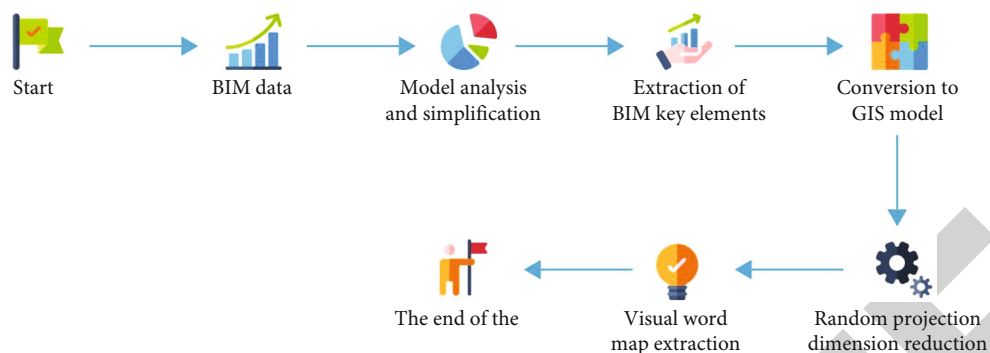 Start
BIM data
Model analysis
and simplification
Extraction of
BIM key elements
Conversion to
GIS model
Random projection
dimension reduction
Visual word
map extraction
The end of the